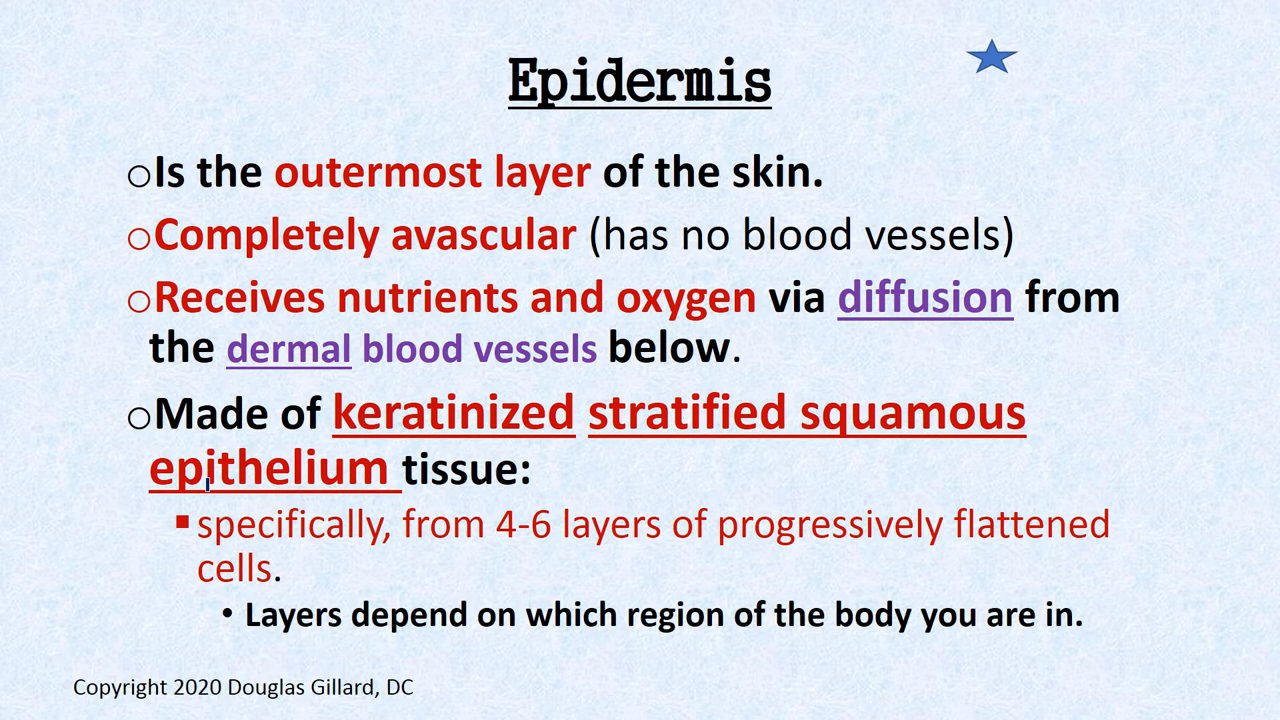 Epidermis
oIs the outermost layer of the skin.
oCompletely avascular (has no blood vessels)
oReceives nutrients and oxygen via diffusion from
the dermal blood vessels below.
oMade of keratinized stratified squamous
epithelium tissue:
▪specifically, from 4-6 layers of progressively flattened
cells.
• Layers depend on which region of the body you are in.
Copyright 2020 Douglas Gillard, DC